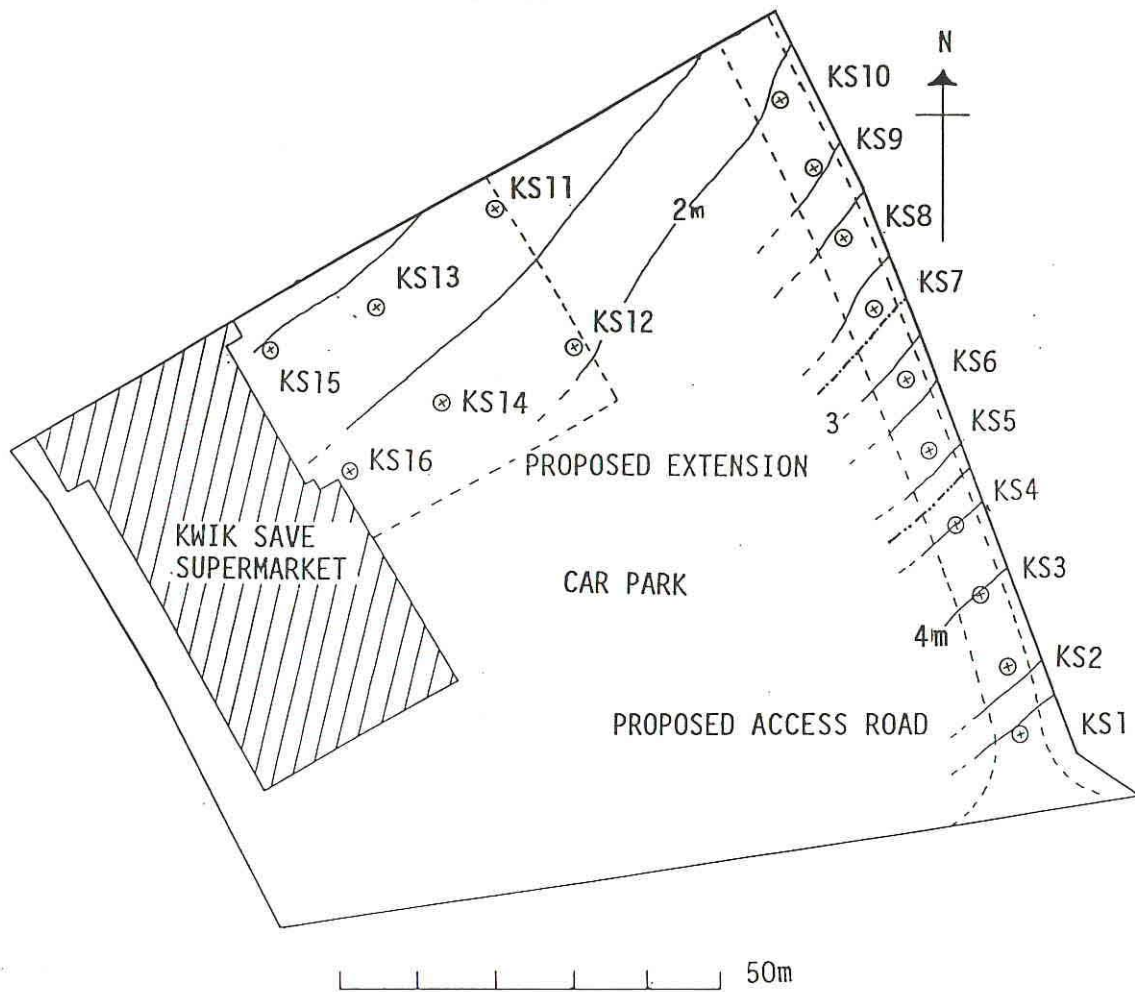 N
KS10
KS9
KS11
KS8
2m
KS13
KS7
KS12
KS6
KS15
KS14
3
KS5
KS16
PROPOSED EXTENSION
KS4
KWIK SAVE
SUPERMARKET
CAR PARK
KS3
4m
KS2
PROPOSED ACCESS ROAD
KS1
50m